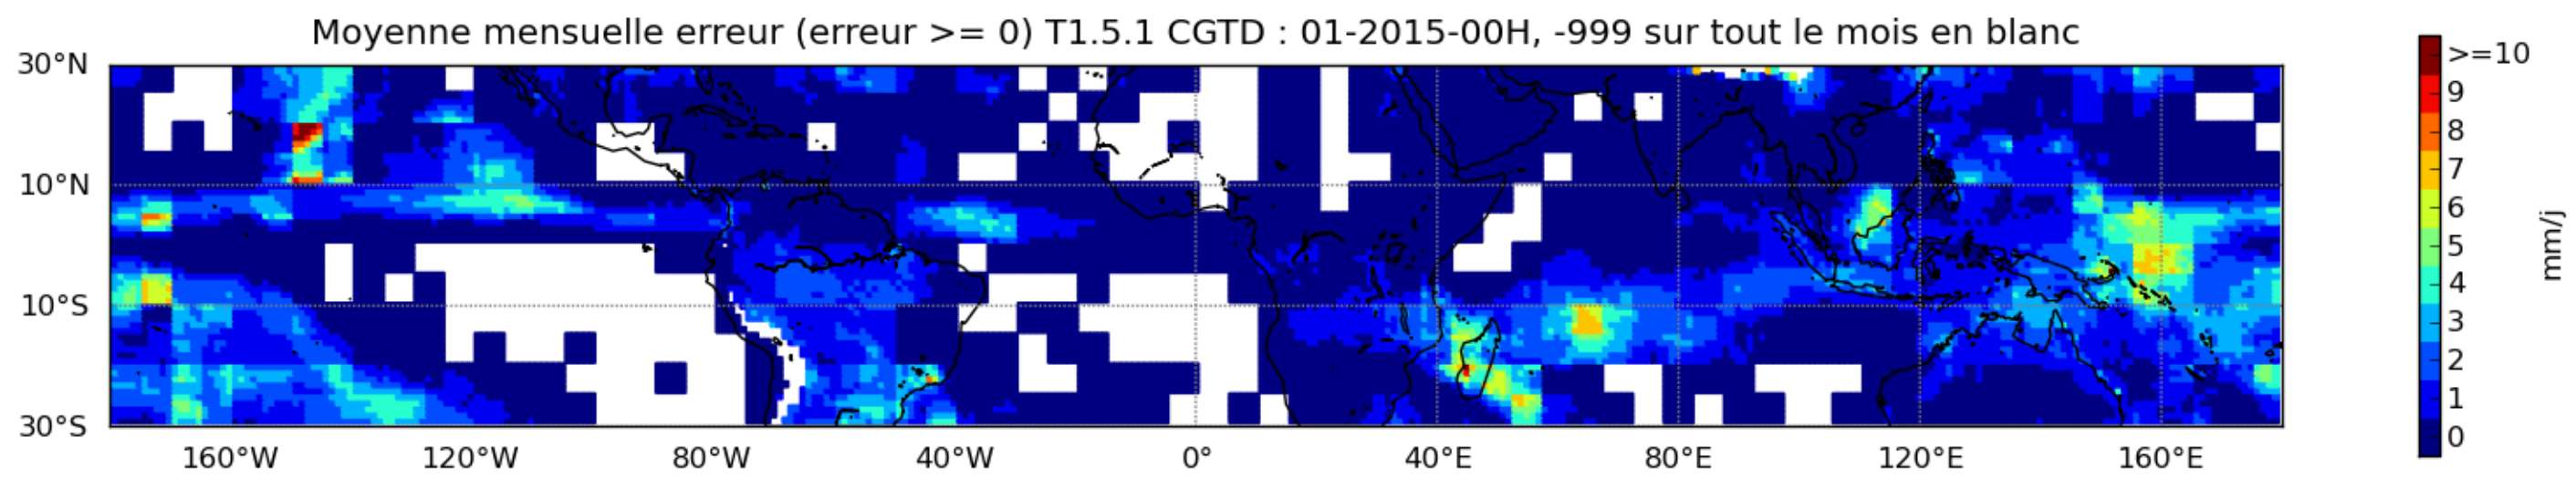 Moyenne mensuelle erreur (erreur >= 0) T1.5.1 CGTD : 01-2015-00H, -999 sur tout le mois en blanc
30°N
10°N
10°S
30°S
160°W 120°W 80°W 40°W 0° 40°E 80°E 120°E 160°E
>=10
9
8
7
6
5
4
3
2
1
0
mm/j